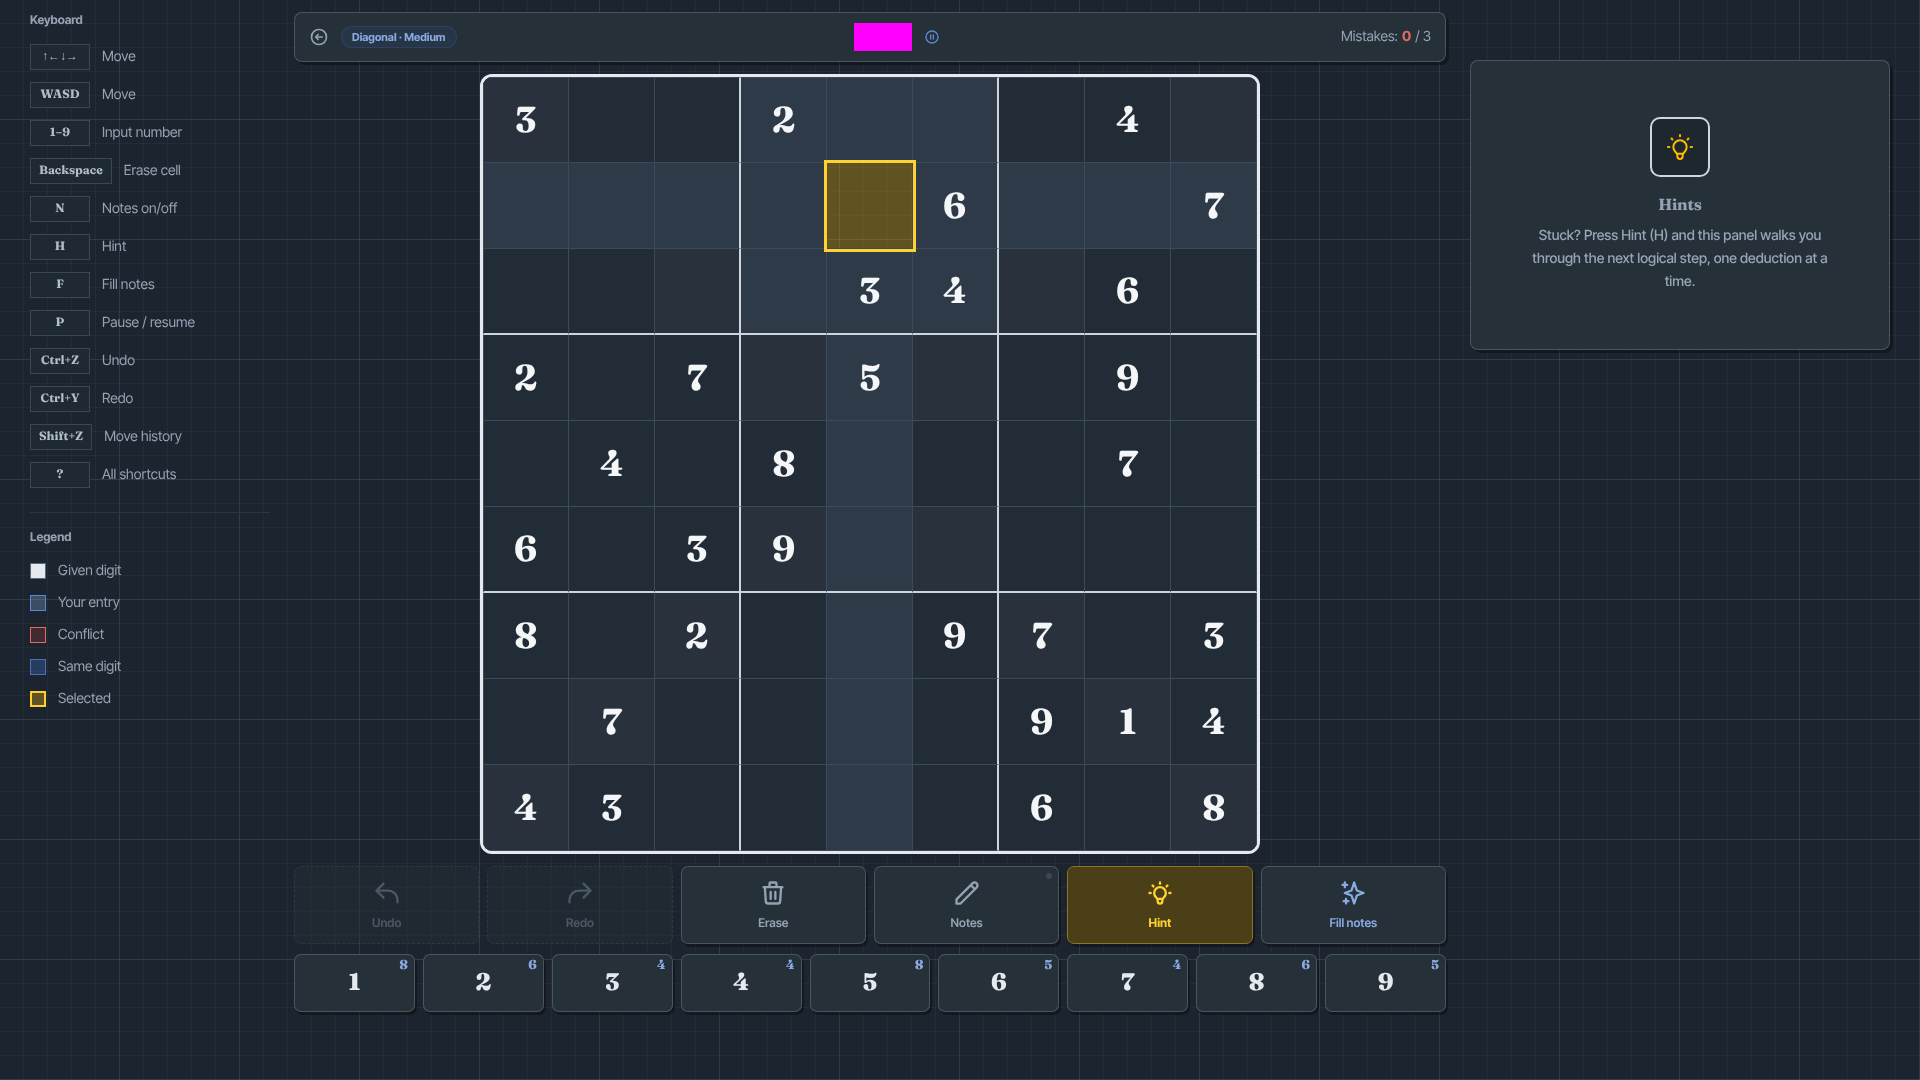 Keyboard
↑←↓→ Move
WASD Move
1–9 Input number
Backspace Erase cell
N Notes on/off
H Hint
F Fill notes
P Pause / resume
Ctrl+Z Undo
Ctrl+Y Redo
Shift+Z Move history
? All shortcuts
Legend
Given digit
Your entry
Conflict
Same digit
Selected
Diagonal · Medium
Mistakes: 0 / 3
3 2 4
6 7
3 4 6
2 7 5 9
4 8 7
6 3 9
8 2 9 7 3
7 9 1 4
4 3 6 8
Undo
Redo
Erase
Notes
Hint
Fill notes
1 8
2 6
3 4
4 4
5 8
6 5
7 4
8 6
9 5
Hints
Stuck? Press Hint (H) and this panel walks you
through the next logical step, one deduction at a
time.